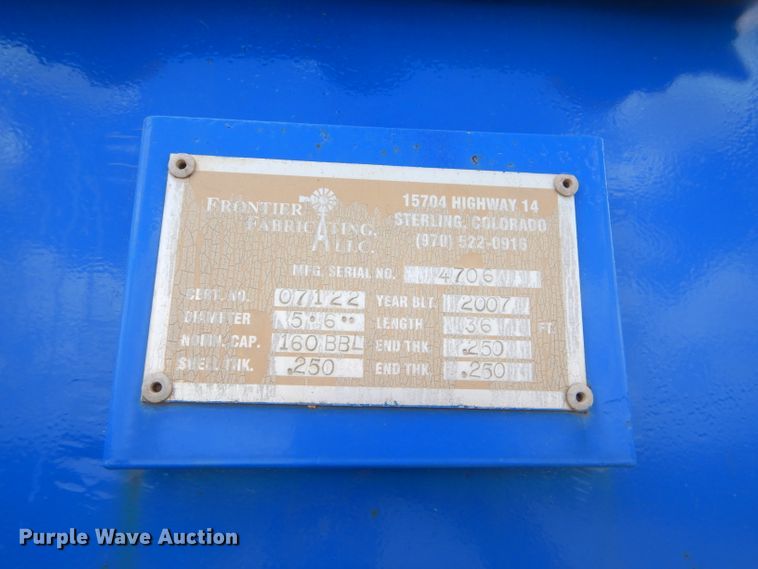 FRONTIER
FABRICATING,
LLC.
15704 HIGHWAY 14
STERLING, COLORADO
(970) 522-0916
MFG. SERIAL NO. 4706
CERT. NO. 07122 YEAR BLT. 2007
DIAMETER 5'6" LENGTH 36 FT.
NOMN. CAP. 160 BBL END THK. .250
SHELL THK. .250 END THK. .250
Purple Wave Auction